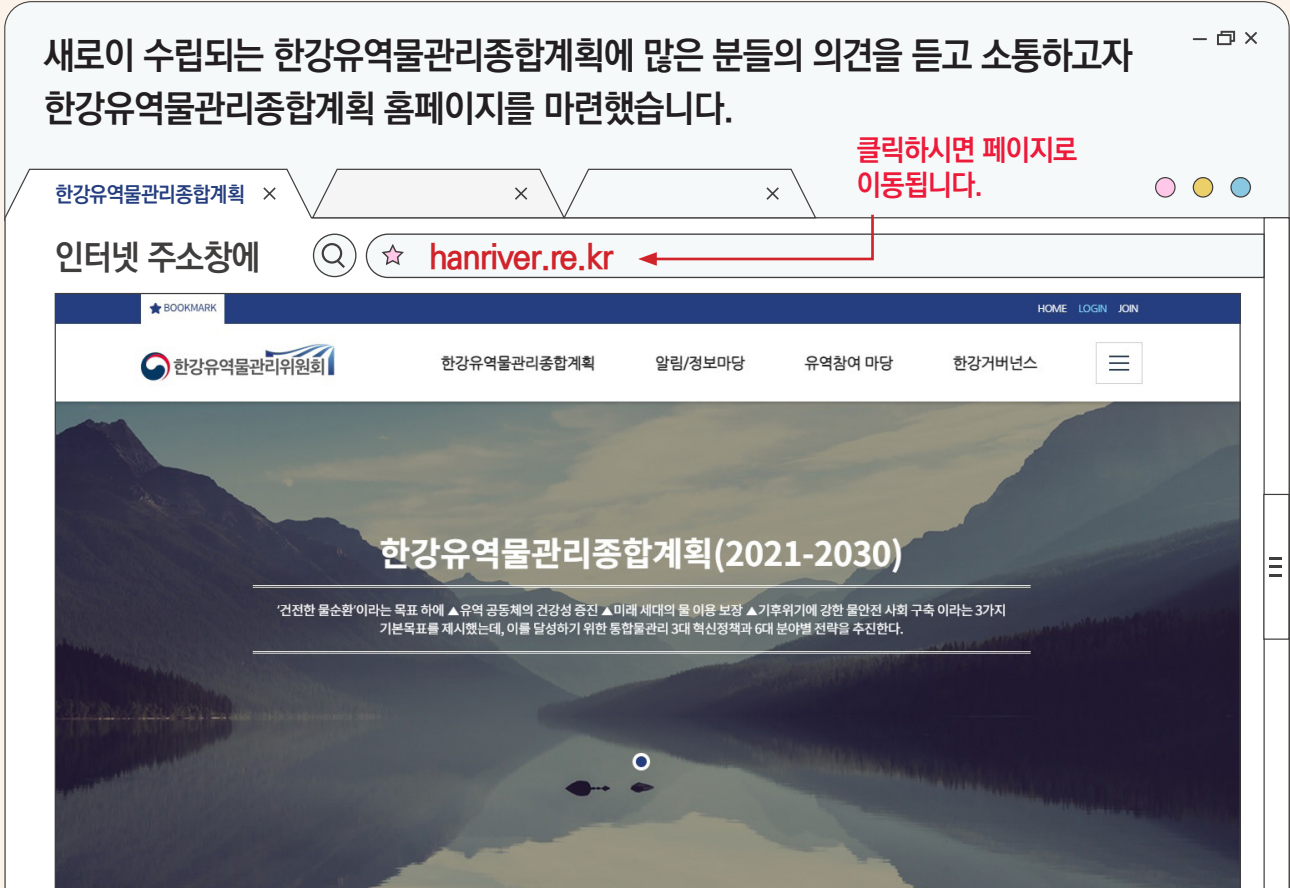 새로이 수립되는 한강유역물관리종합계획에 많은 분들의 의견을 듣고 소통하고자
한강유역물관리종합계획 홈페이지를 마련했습니다.
클릭하시면 페이지로
이동됩니다.
한강유역물관리종합계획
인터넷 주소창에
hanriver.re.kr
BOOKMARK
HOME LOGIN JOIN
한강유역물관리위원회
한강유역물관리종합계획 알림/정보마당 유역참여 마당 한강거버넌스
한강유역물관리종합계획(2021-2030)
'건전한 물순환'이라는 목표 하에 ▲유역 공동체의 건강성 증진 ▲미래 세대의 물 이용 보장 ▲기후위기에 강한 물안전 사회 구축 이라는 3가지
기본목표를 제시했는데, 이를 달성하기 위한 통합물관리 3대 혁신정책과 6대 분야별 전략을 추진한다.